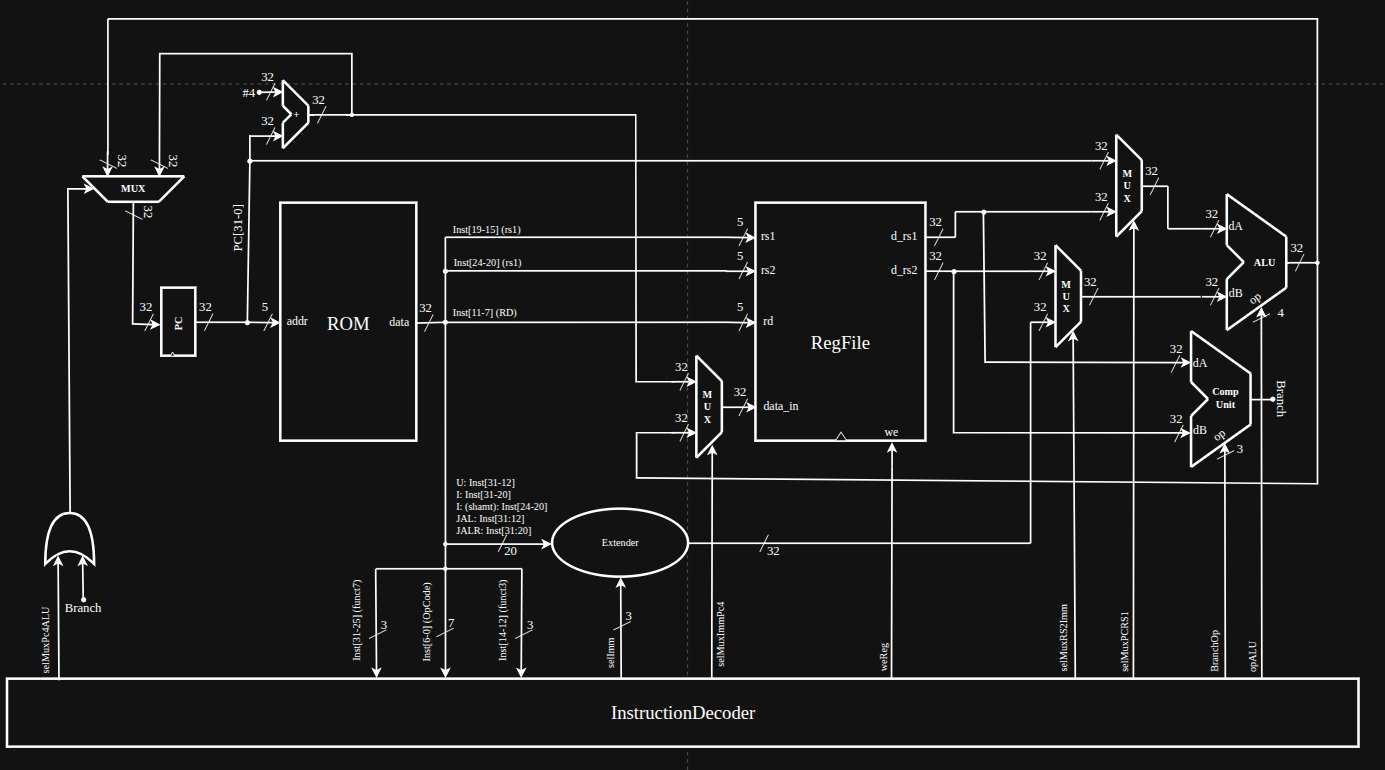 32
#4
32
+
32
32
32
MUX
32
PC[31-0]
32
PC
32
5
addr
ROM
data
32
Inst[19-15] (rs1)
Inst[24-20] (rs1)
Inst[11-7] (RD)
5
rs1
5
rs2
5
rd
RegFile
d_rs1
32
d_rs2
32
data_in
we
32
32
M
U
X
32
32
32
M
U
X
32
32
32
M
U
X
32
32
dA
32
dB
ALU
op
4
32
32
dA
32
dB
Comp
Unit
op
3
Branch
U: Inst[31-12]
I: Inst[31-20]
I: (shamt): Inst[24-20]
JAL: Inst[31:12]
JALR: Inst[31:20]
20
Extender
32
Branch
selMuxPc4ALU
Inst[31-25] (funct7)
3
Inst[6-0] (OpCode)
7
Inst[14-12] (funct3)
3
selImm
3
selMuxImmPc4
weReg
selMuxRS2Imm
selMuxPCRS1
BranchOp
opALU
InstructionDecoder